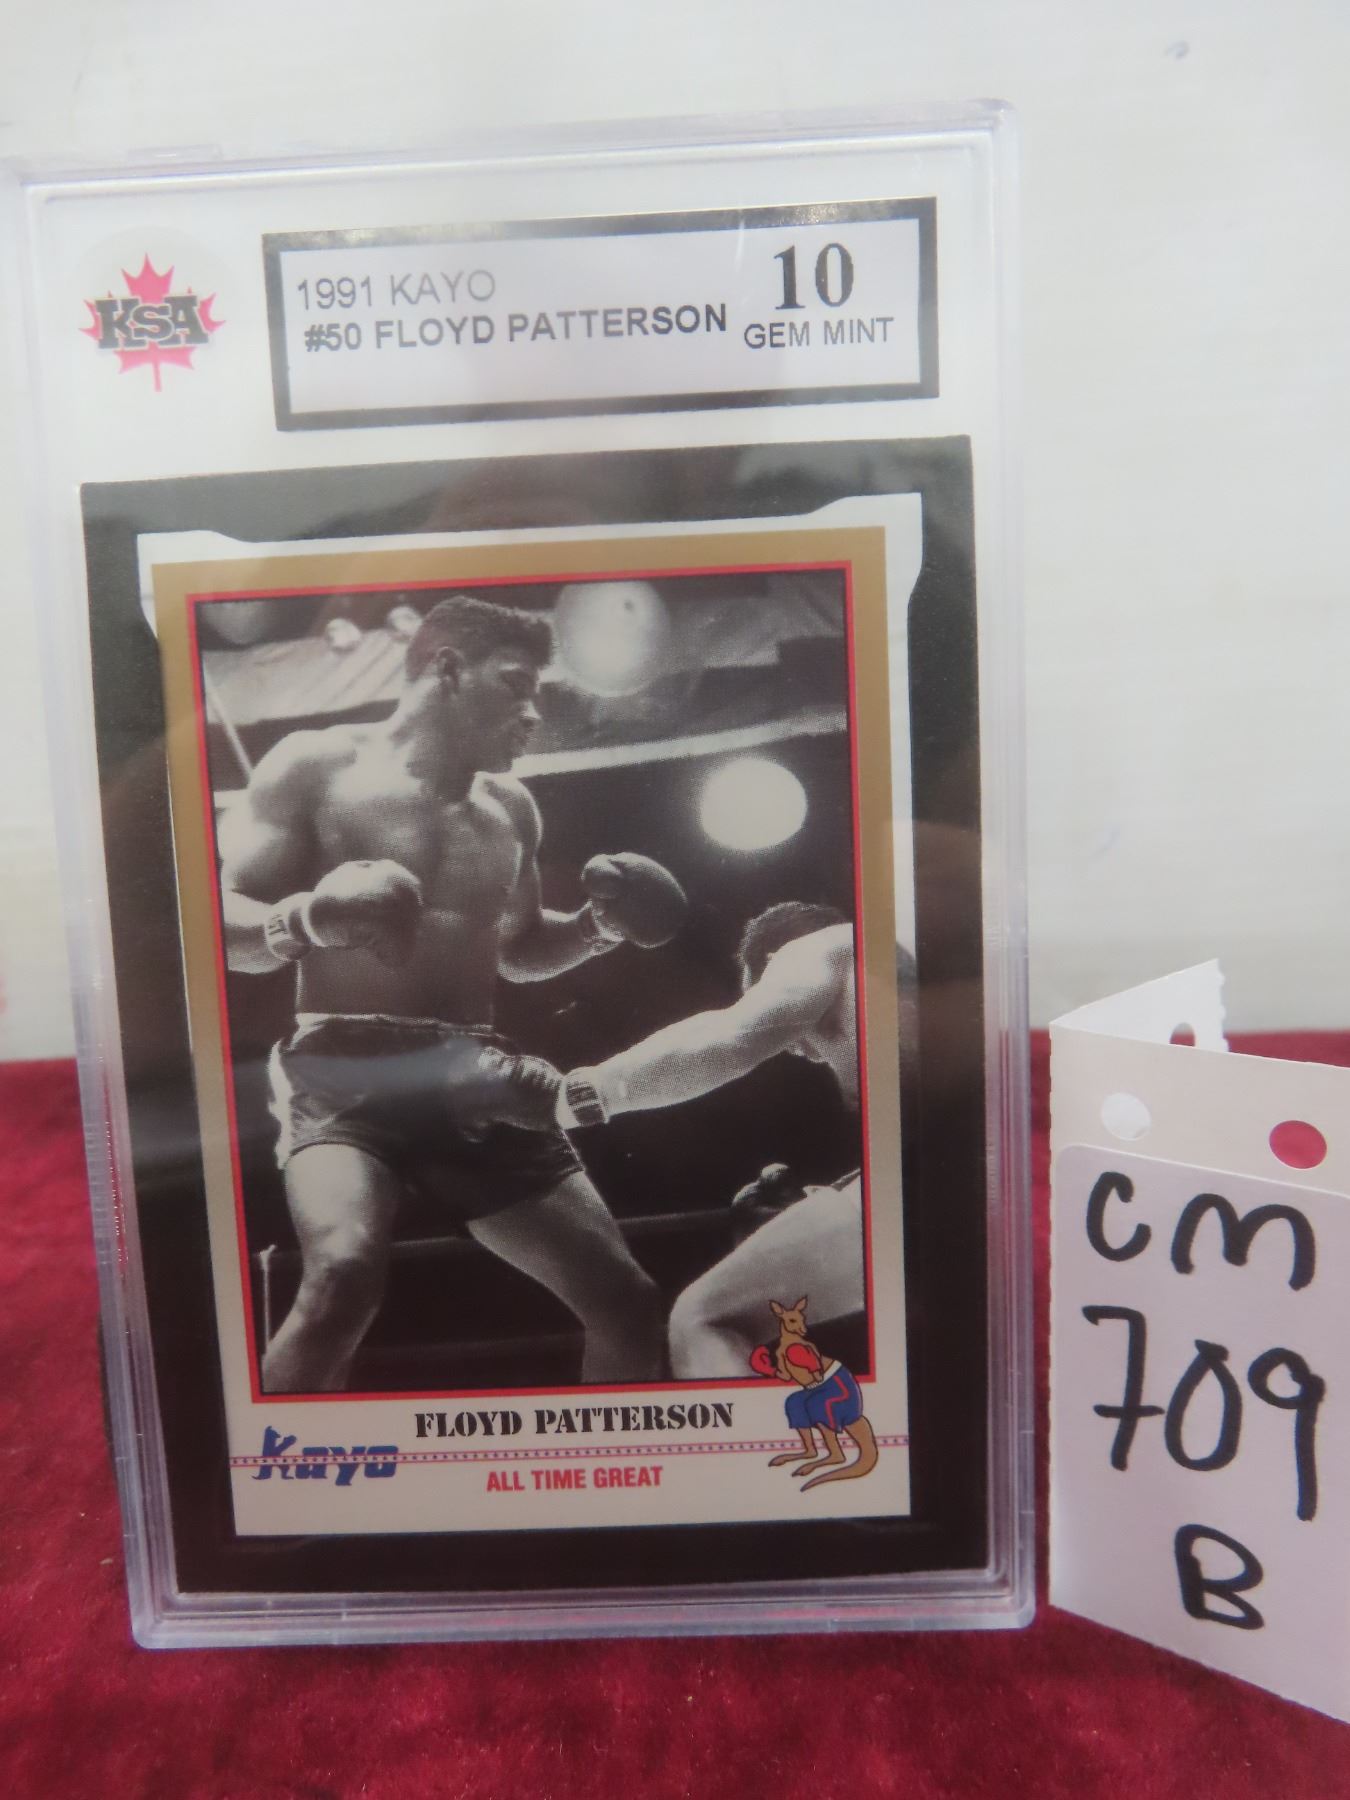 KSA
1991 KAYO
#50 FLOYD PATTERSON
10
GEM MINT
FLOYD PATTERSON
Kayo
ALL TIME GREAT
CM
709
B